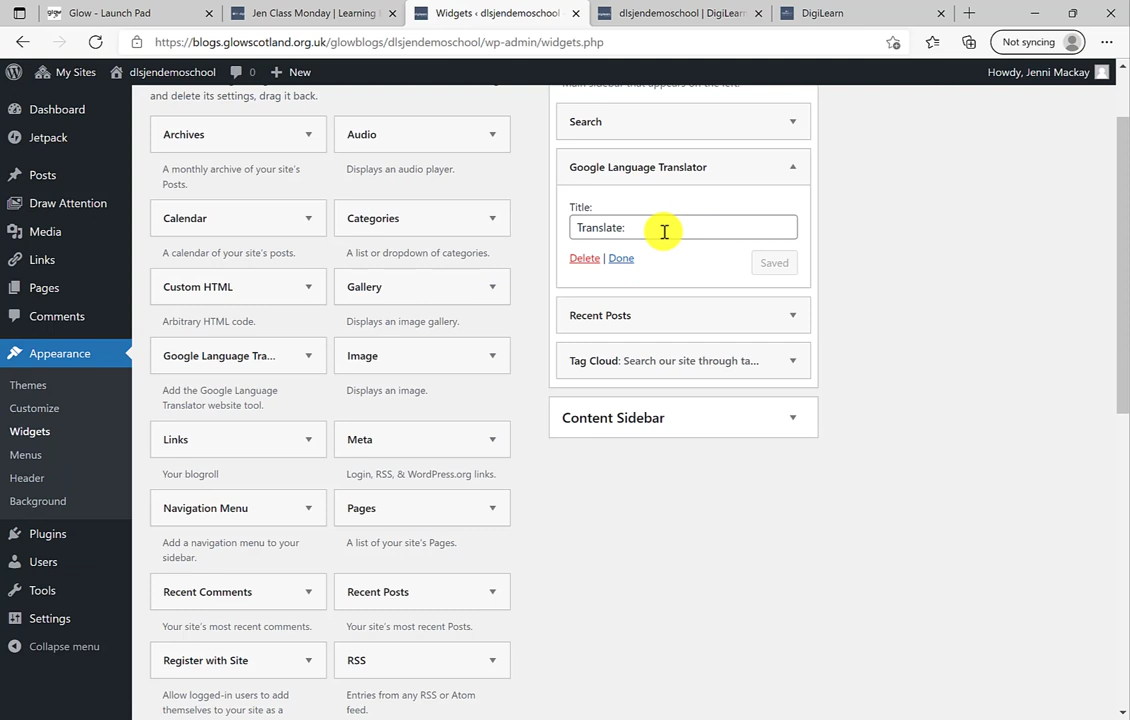 Glow - Launch Pad
Jen Class Monday | Learning i
Widgets ‹ dlsjendemoschool
dlsjendemoschool | DigiLearn
DigiLearn
https://blogs.glowscotland.org.uk/glowblogs/dlsjendemoschool/wp-admin/widgets.php
Not syncing
My Sites
dlsjendemoschool
0
New
Howdy, Jenni Mackay
Dashboard
Jetpack
Posts
Draw Attention
Media
Links
Pages
Comments
Appearance
Themes
Customize
Widgets
Menus
Header
Background
Plugins
Users
Tools
Settings
Collapse menu
and delete its settings, drag it back.
Archives
Audio
A monthly archive of your site's
Posts.
Displays an audio player.
Calendar
Categories
A calendar of your site's posts.
A list or dropdown of categories.
Custom HTML
Gallery
Arbitrary HTML code.
Displays an image gallery.
Google Language Tra...
Image
Add the Google Language
Translator website tool.
Displays an image.
Links
Meta
Your blogroll
Login, RSS, & WordPress.org links.
Navigation Menu
Pages
Add a navigation menu to your
sidebar.
A list of your site's Pages.
Recent Comments
Recent Posts
Your site's most recent comments.
Your site's most recent Posts.
Register with Site
RSS
Allow logged-in users to add
themselves to your site as a
Entries from any RSS or Atom
feed.
Main sidebar that appears on the left.
Search
Google Language Translator
Title:
Translate:
Delete | Done
Saved
Recent Posts
Tag Cloud: Search our site through ta...
Content Sidebar